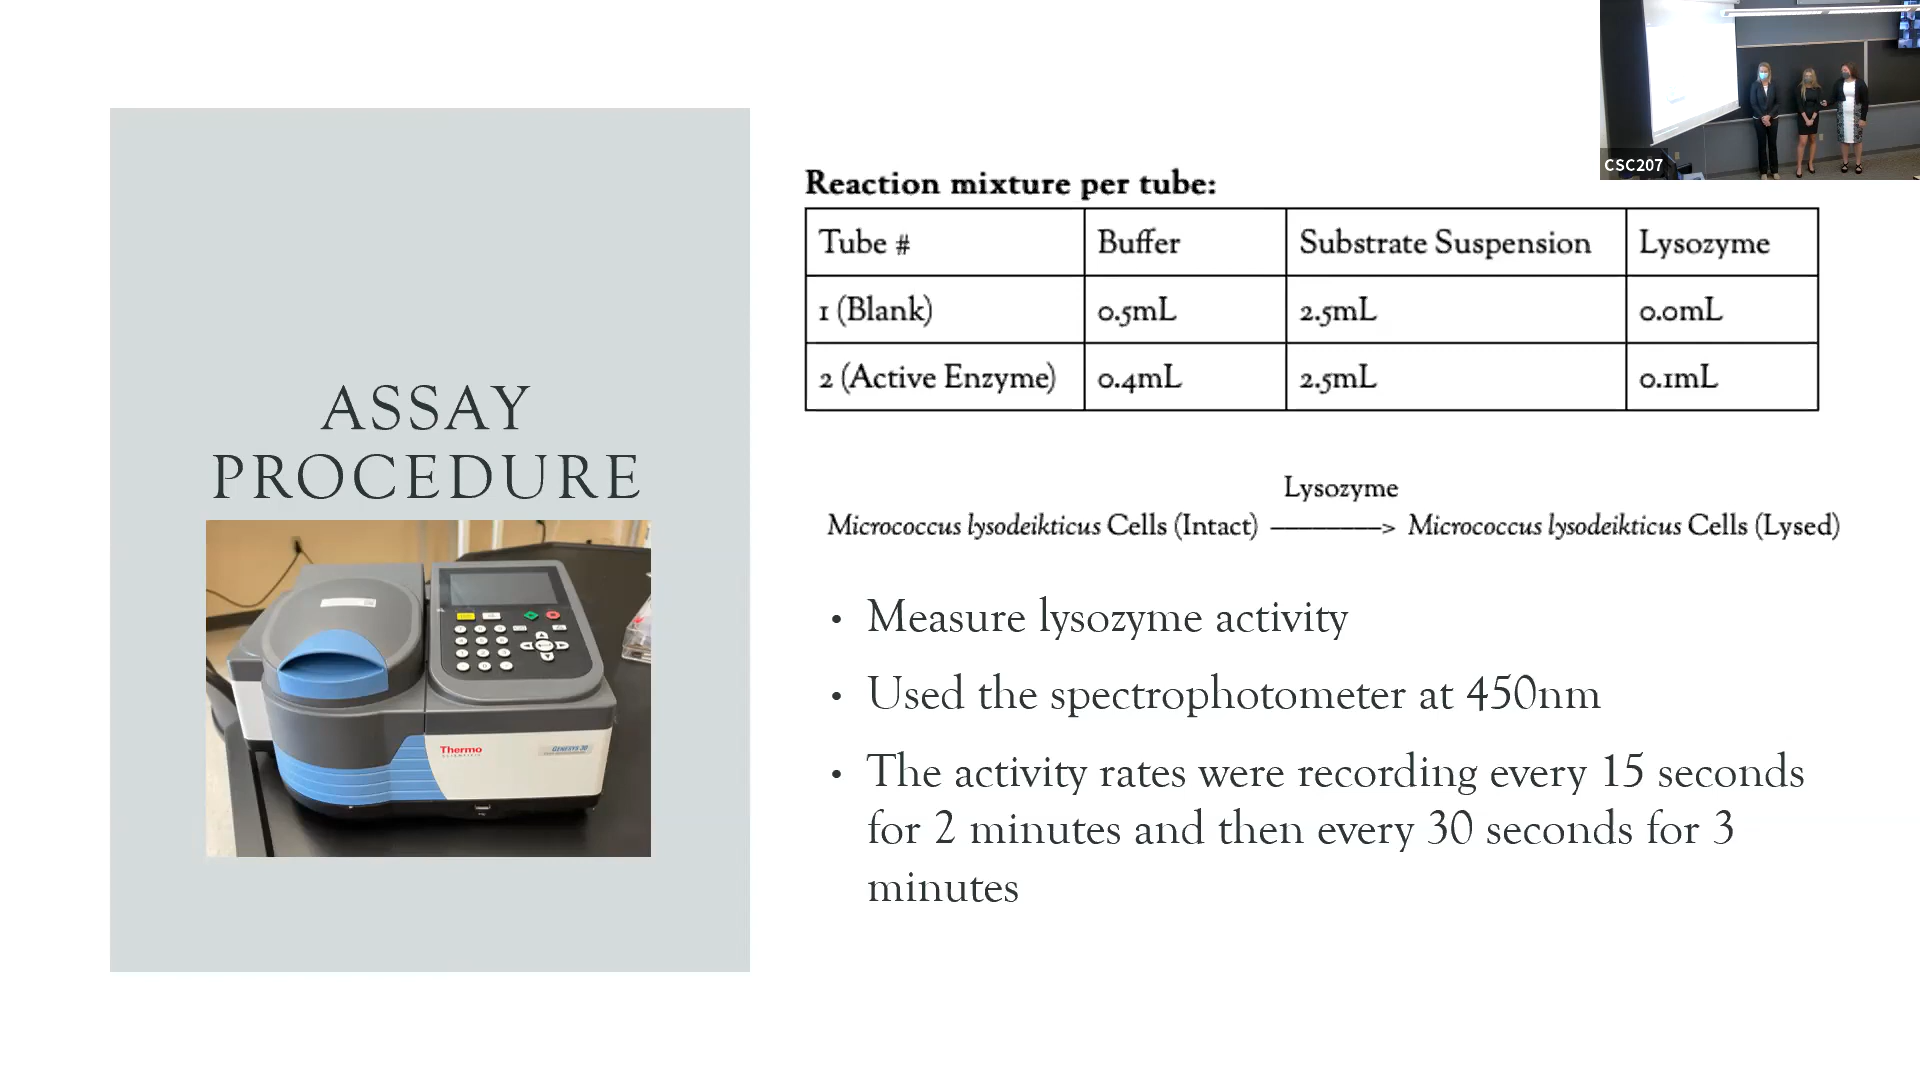 CSC207
ASSAY
PROCEDURE
Thermo
SCIENTIFIC
GENESYS 30
Reaction mixture per tube:
Tube # Buffer Substrate Suspension Lysozyme
1 (Blank) 0.5mL 2.5mL 0.0mL
2 (Active Enzyme) 0.4mL 2.5mL 0.1mL
Lysozyme
Micrococcus lysodeikticus Cells (Intact) ————> Micrococcus lysodeikticus Cells (Lysed)
• Measure lysozyme activity
• Used the spectrophotometer at 450nm
• The activity rates were recording every 15 seconds
for 2 minutes and then every 30 seconds for 3
minutes